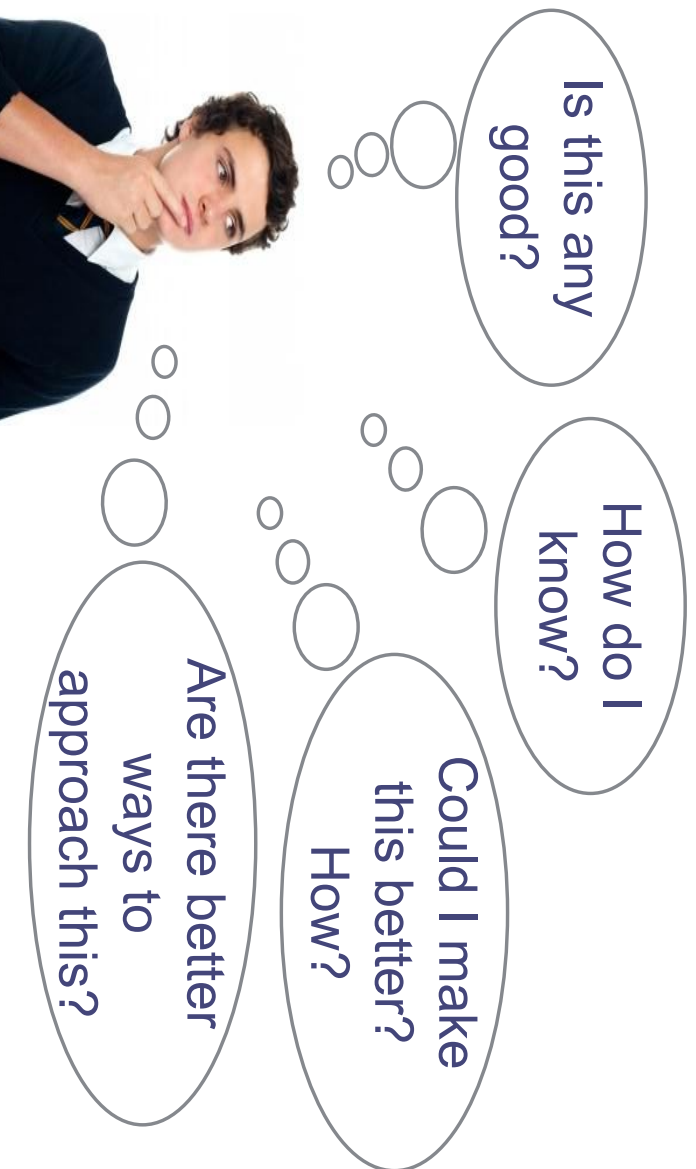 Is this any
good?
How do I
know?
Could I make
this better?
How?
Are there better
ways to
approach this?